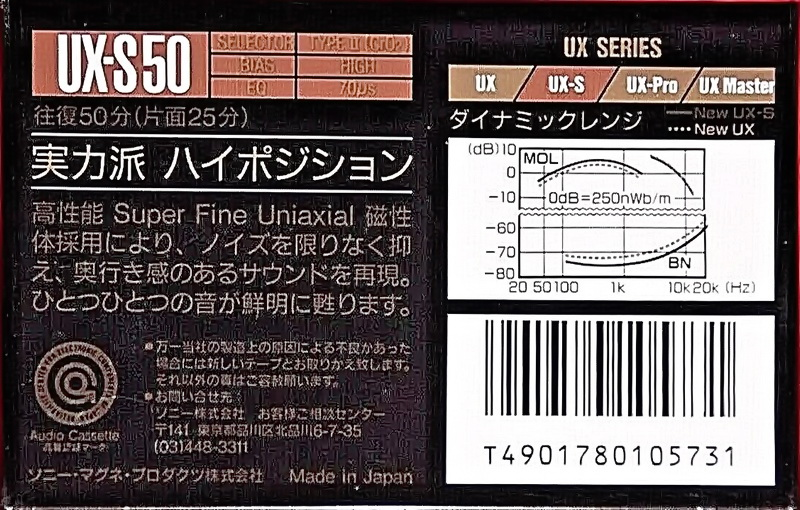 UX-S50
SELECTOR TYPE II (CrO₂)
BIAS HIGH
EQ 70μs
往復50分(片面25分)
実力派 ハイポジション
高性能 Super Fine Uniaxial 磁性
体採用により、ノイズを限りなく抑
え、奥行き感のあるサウンドを再現。
ひとつひとつの音が鮮明に甦ります。
Audio Cassette
●万一当社の製造上の原因による不良があった
場合には新しいテープとお取りかえ致します。
それ以外の責はご容赦願います。
●お問い合せ先
ソニー株式会社 お客様ご相談センター
〒141 東京都品川区北品川6-7-35
(03)448-3311
ソニー・マグネ・プロダクツ株式会社 Made in Japan
UX SERIES
UX UX-S UX-Pro UX Master
ダイナミックレンジ
New UX-S
New UX
(dB)10
MOL
0
-10
0dB=250nWb/m
-60
-70
BN
-80
20 50 100 1k 10k 20k (Hz)
T4901780105731